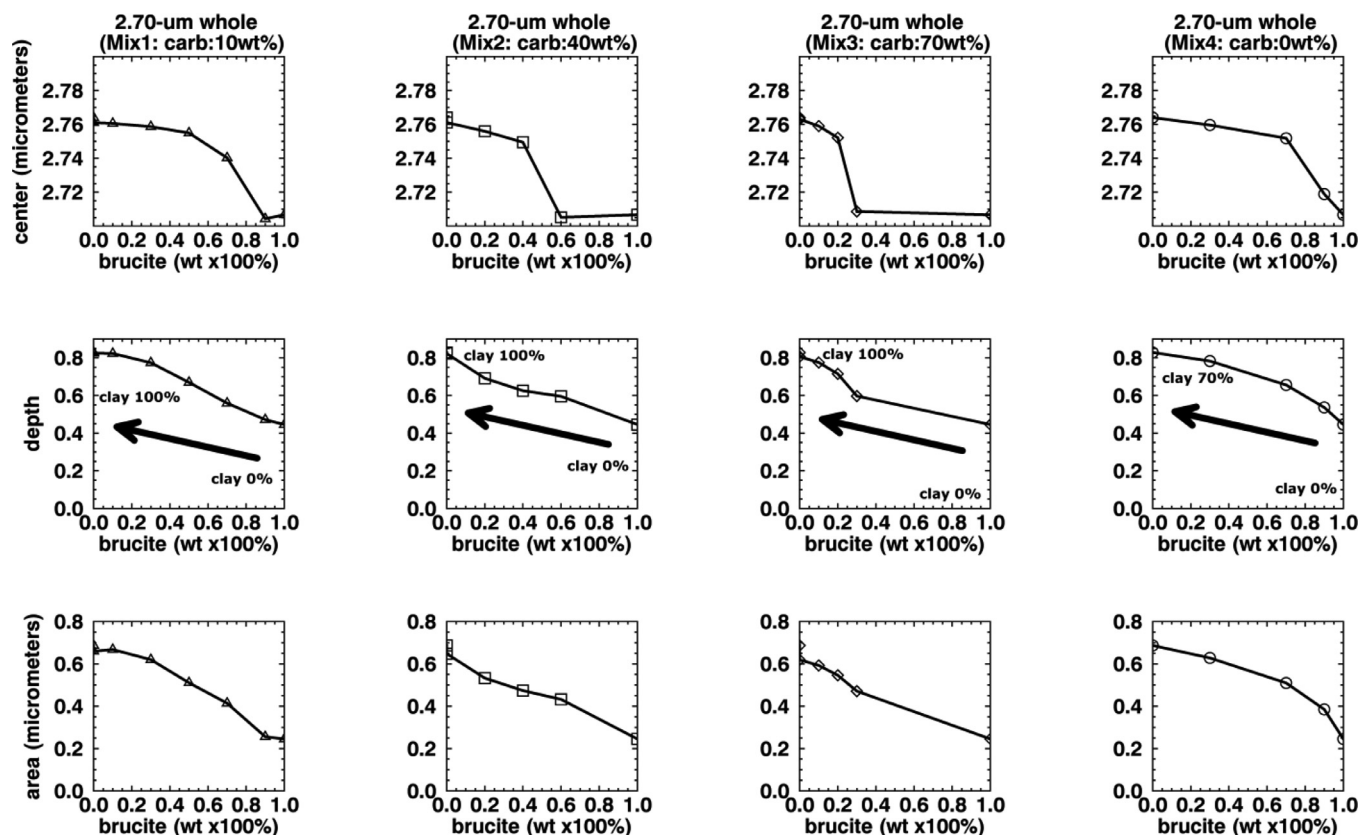 2.70-um whole
(Mix1: carb:10wt%)
center (micrometers)
2.78
2.76
2.74
2.72
0.0 0.2 0.4 0.6 0.8 1.0
brucite (wt x100%)
2.70-um whole
(Mix2: carb:40wt%)
2.78
2.76
2.74
2.72
0.0 0.2 0.4 0.6 0.8 1.0
brucite (wt x100%)
2.70-um whole
(Mix3: carb:70wt%)
2.78
2.76
2.74
2.72
0.0 0.2 0.4 0.6 0.8 1.0
brucite (wt x100%)
2.70-um whole
(Mix4: carb:0wt%)
2.78
2.76
2.74
2.72
0.0 0.2 0.4 0.6 0.8 1.0
brucite (wt x100%)
depth
0.8
0.6
0.4
0.2
0.0
clay 100%
clay 0%
0.0 0.2 0.4 0.6 0.8 1.0
brucite (wt x100%)
0.8
0.6
0.4
0.2
0.0
clay 100%
clay 0%
0.0 0.2 0.4 0.6 0.8 1.0
brucite (wt x100%)
0.8
0.6
0.4
0.2
0.0
clay 100%
clay 0%
0.0 0.2 0.4 0.6 0.8 1.0
brucite (wt x100%)
0.8
0.6
0.4
0.2
0.0
clay 70%
clay 0%
0.0 0.2 0.4 0.6 0.8 1.0
brucite (wt x100%)
area (micrometers)
0.8
0.6
0.4
0.2
0.0
0.0 0.2 0.4 0.6 0.8 1.0
brucite (wt x100%)
0.8
0.6
0.4
0.2
0.0
0.0 0.2 0.4 0.6 0.8 1.0
brucite (wt x100%)
0.8
0.6
0.4
0.2
0.0
0.0 0.2 0.4 0.6 0.8 1.0
brucite (wt x100%)
0.8
0.6
0.4
0.2
0.0
0.0 0.2 0.4 0.6 0.8 1.0
brucite (wt x100%)